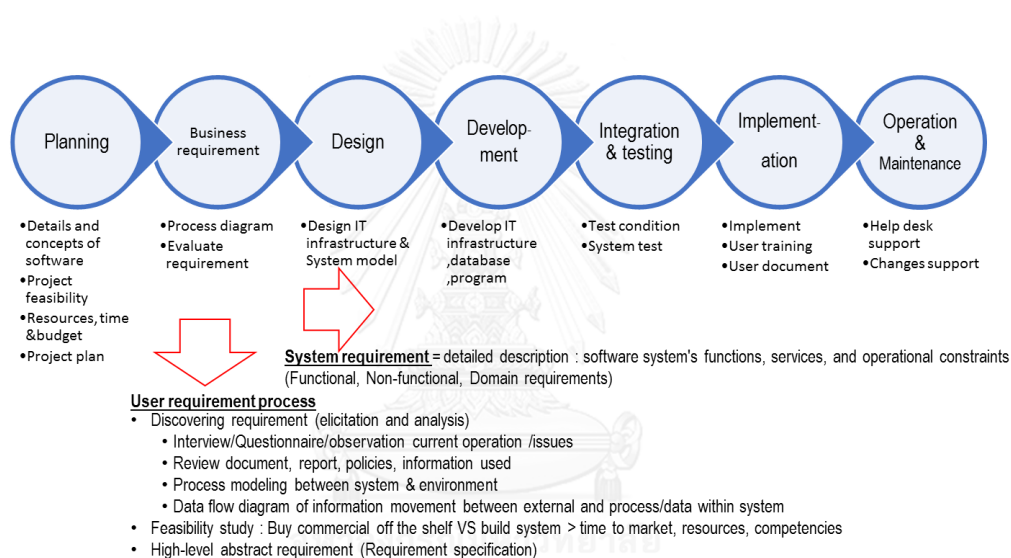 Planning
Business
requirement
Design
Develop-
ment
Integration
& testing
Implement-
ation
Operation
&
Maintenance
•Details and
concepts of
software
•Project
feasibility
•Resources, time
&budget
•Project plan
•Process diagram
•Evaluate
requirement
•Design IT
infrastructure &
System model
•Develop IT
infrastructure
,database
,program
•Test condition
•System test
•Implement
•User training
•User document
•Help desk
support
•Changes support
System requirement = detailed description : software system's functions, services, and operational constraints
(Functional, Non-functional, Domain requirements)
User requirement process
• Discovering requirement (elicitation and analysis)
• Interview/Questionnaire/observation current operation /issues
• Review document, report, policies, information used
• Process modeling between system & environment
• Data flow diagram of information movement between external and process/data within system
• Feasibility study : Buy commercial off the shelf VS build system > time to market, resources, competencies
• High-level abstract requirement (Requirement specification)